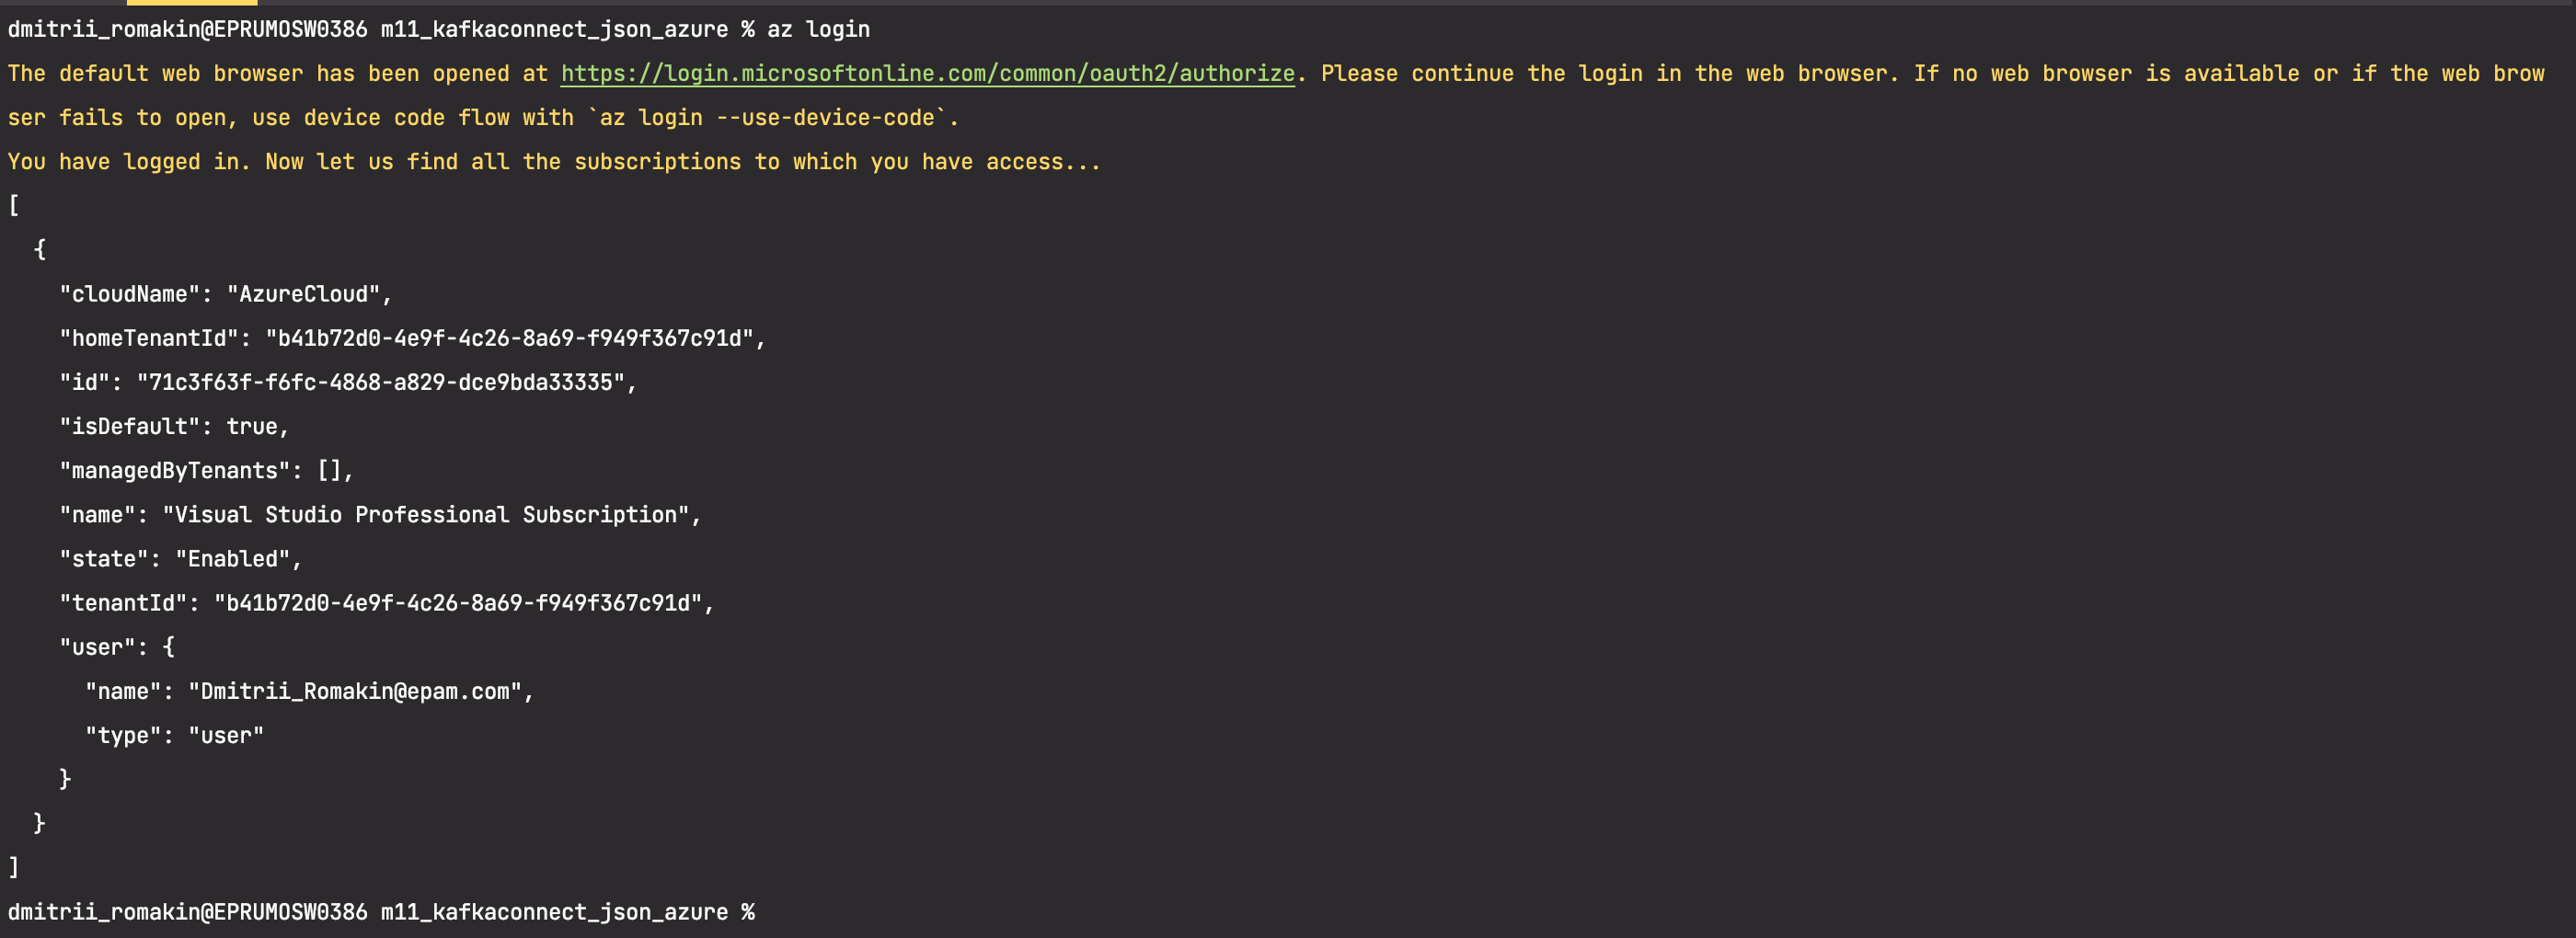 dmitrii_romakin@EPRUMOSW0386 m11_kafkaconnect_json_azure % az login
The default web browser has been opened at https://login.microsoftonline.com/common/oauth2/authorize. Please continue the login in the web browser. If no web browser is available or if the web brow
ser fails to open, use device code flow with `az login --use-device-code`.
You have logged in. Now let us find all the subscriptions to which you have access...
[
  {
    "cloudName": "AzureCloud",
    "homeTenantId": "b41b72d0-4e9f-4c26-8a69-f949f367c91d",
    "id": "71c3f63f-f6fc-4868-a829-dce9bda33335",
    "isDefault": true,
    "managedByTenants": [],
    "name": "Visual Studio Professional Subscription",
    "state": "Enabled",
    "tenantId": "b41b72d0-4e9f-4c26-8a69-f949f367c91d",
    "user": {
      "name": "Dmitrii_Romakin@epam.com",
      "type": "user"
    }
  }
]
dmitrii_romakin@EPRUMOSW0386 m11_kafkaconnect_json_azure %